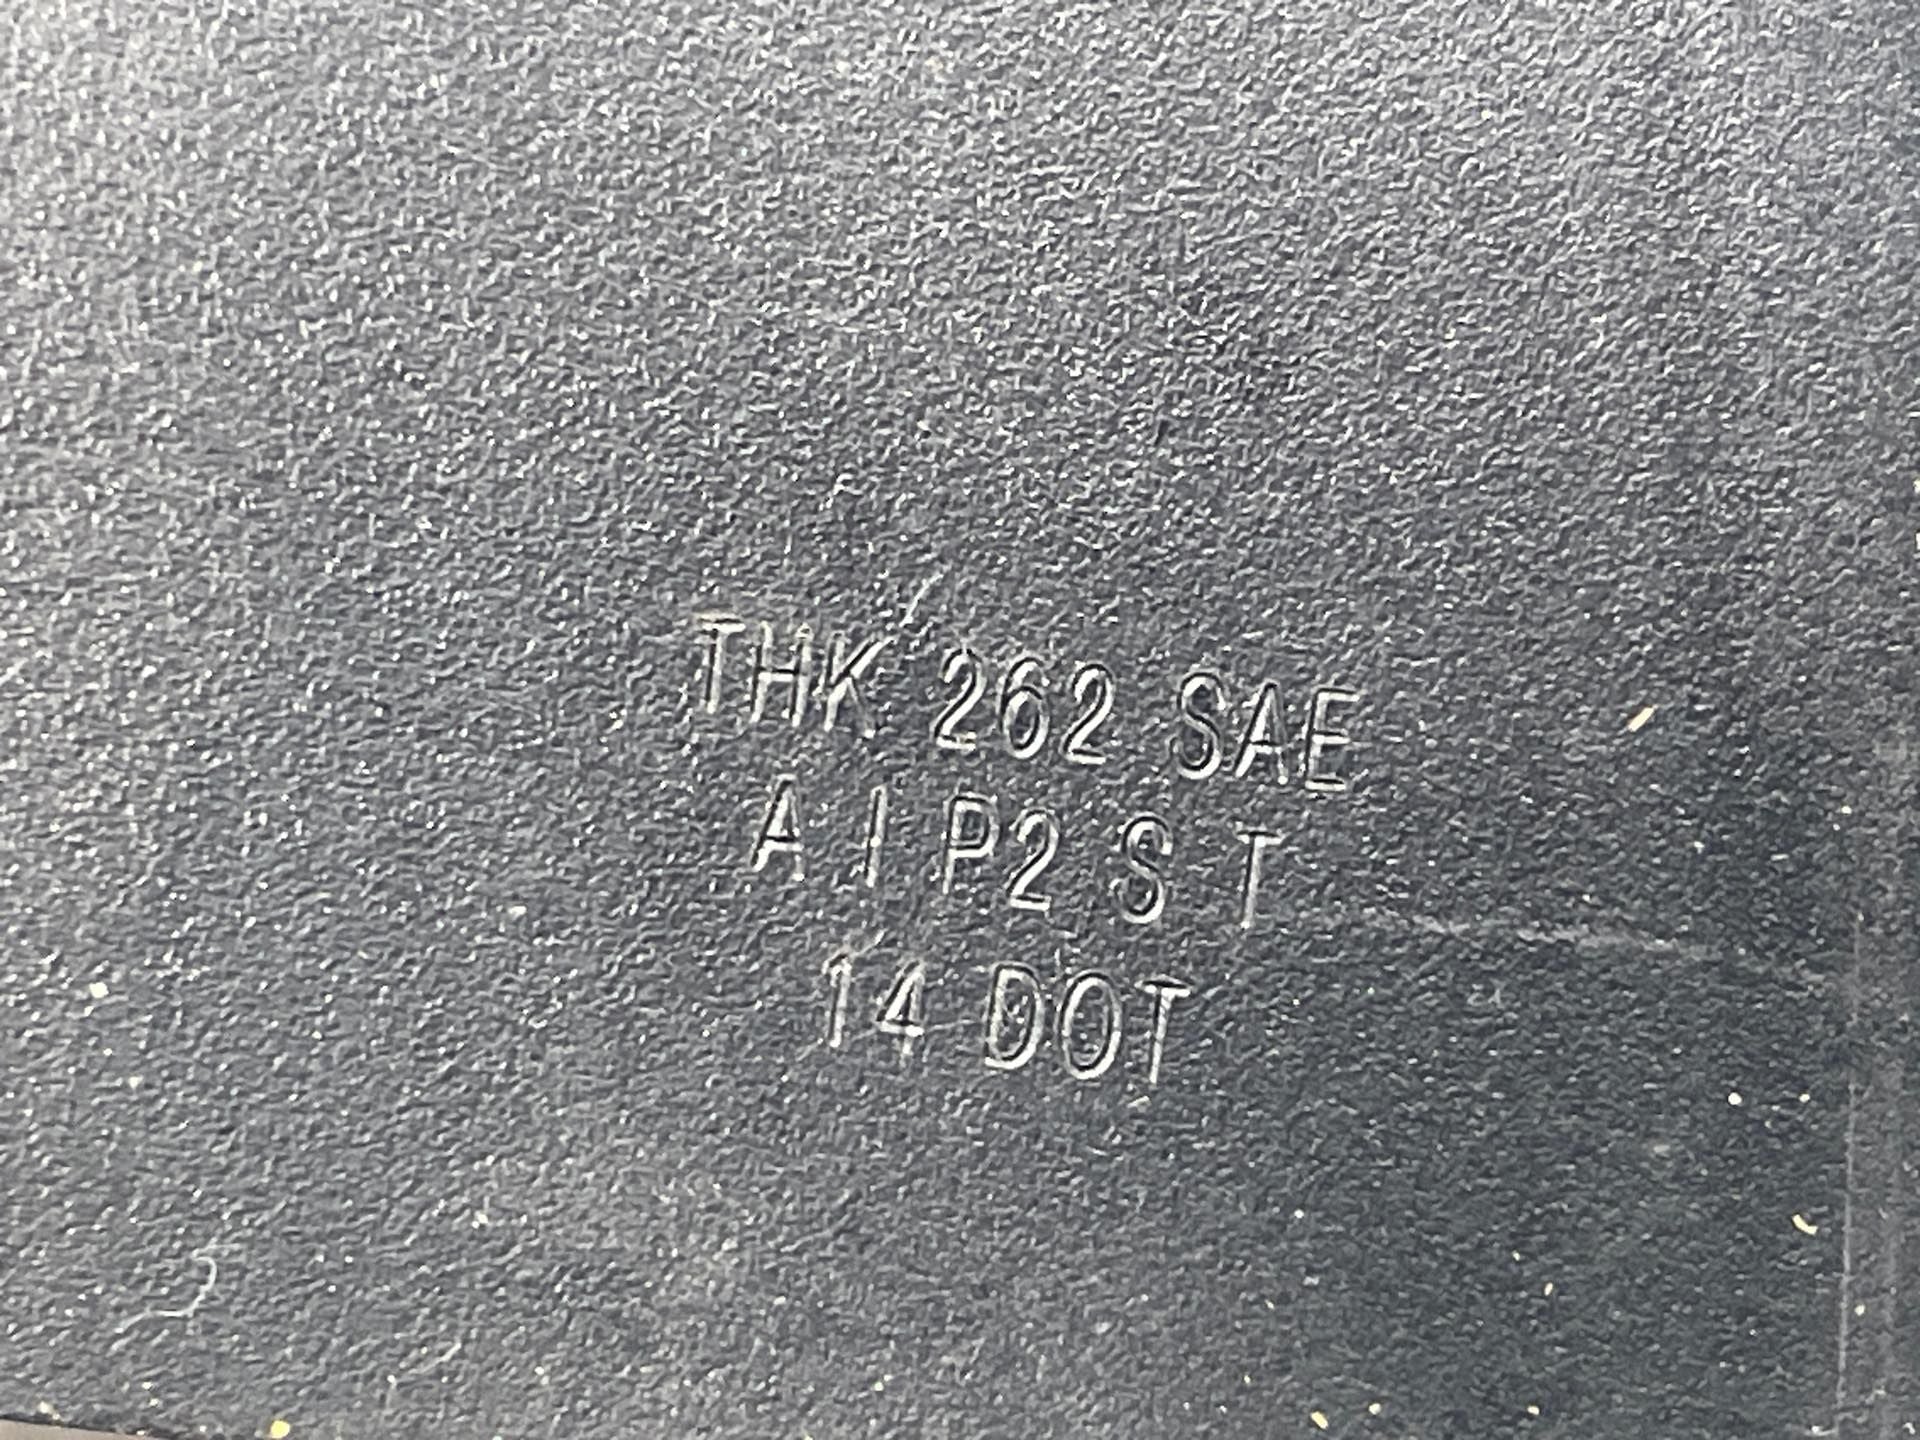 THK 262 SAE
A I P2 S T
14 DOT